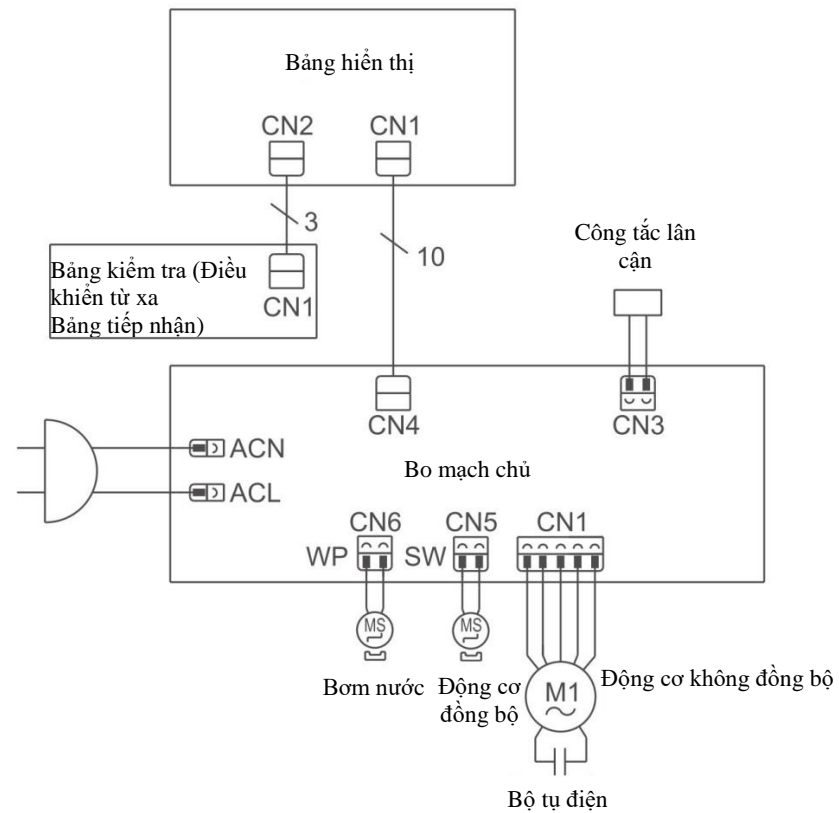 Bảng hiển thị
CN2
CN1
3
10
Công tắc lân
cận
Bảng kiểm tra (Điều
khiển từ xa
Bảng tiếp nhận)
CN1
CN4
CN3
ACN
Bo mạch chủ
ACL
CN6
CN5
CN1
WP
SW
MS
MS
M1
Bơm nước
Động cơ
đồng bộ
Động cơ không đồng bộ
Bộ tụ điện